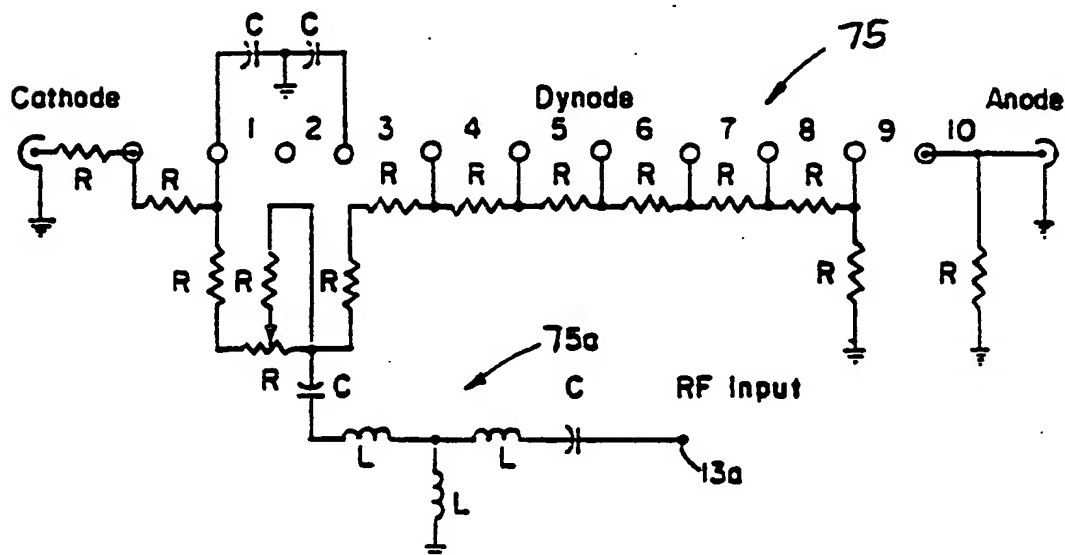 C C
75
Cathode Dynode Anode
1 2 3 4 5 6 7 8 9 10
R R R R R R R R
R R R R R
75a
R C C RF Input
L L 13a
L